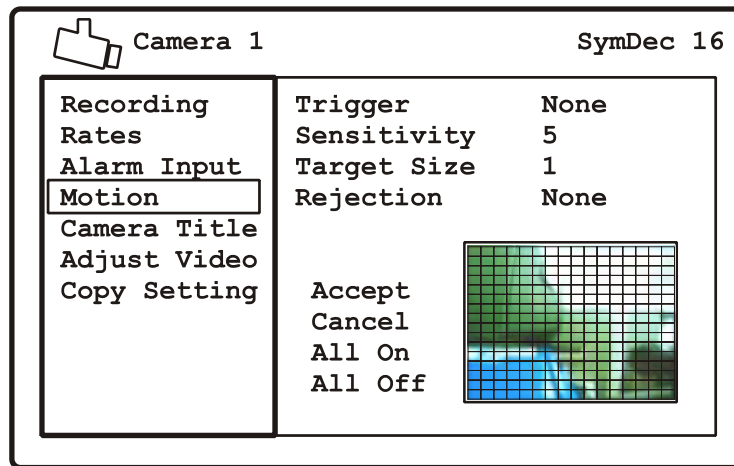 Camera 1
SymDec 16
Recording
Rates
Alarm Input
Motion
Camera Title
Adjust Video
Copy Setting
Trigger None
Sensitivity 5
Target Size 1
Rejection None
Accept
Cancel
All On
All Off